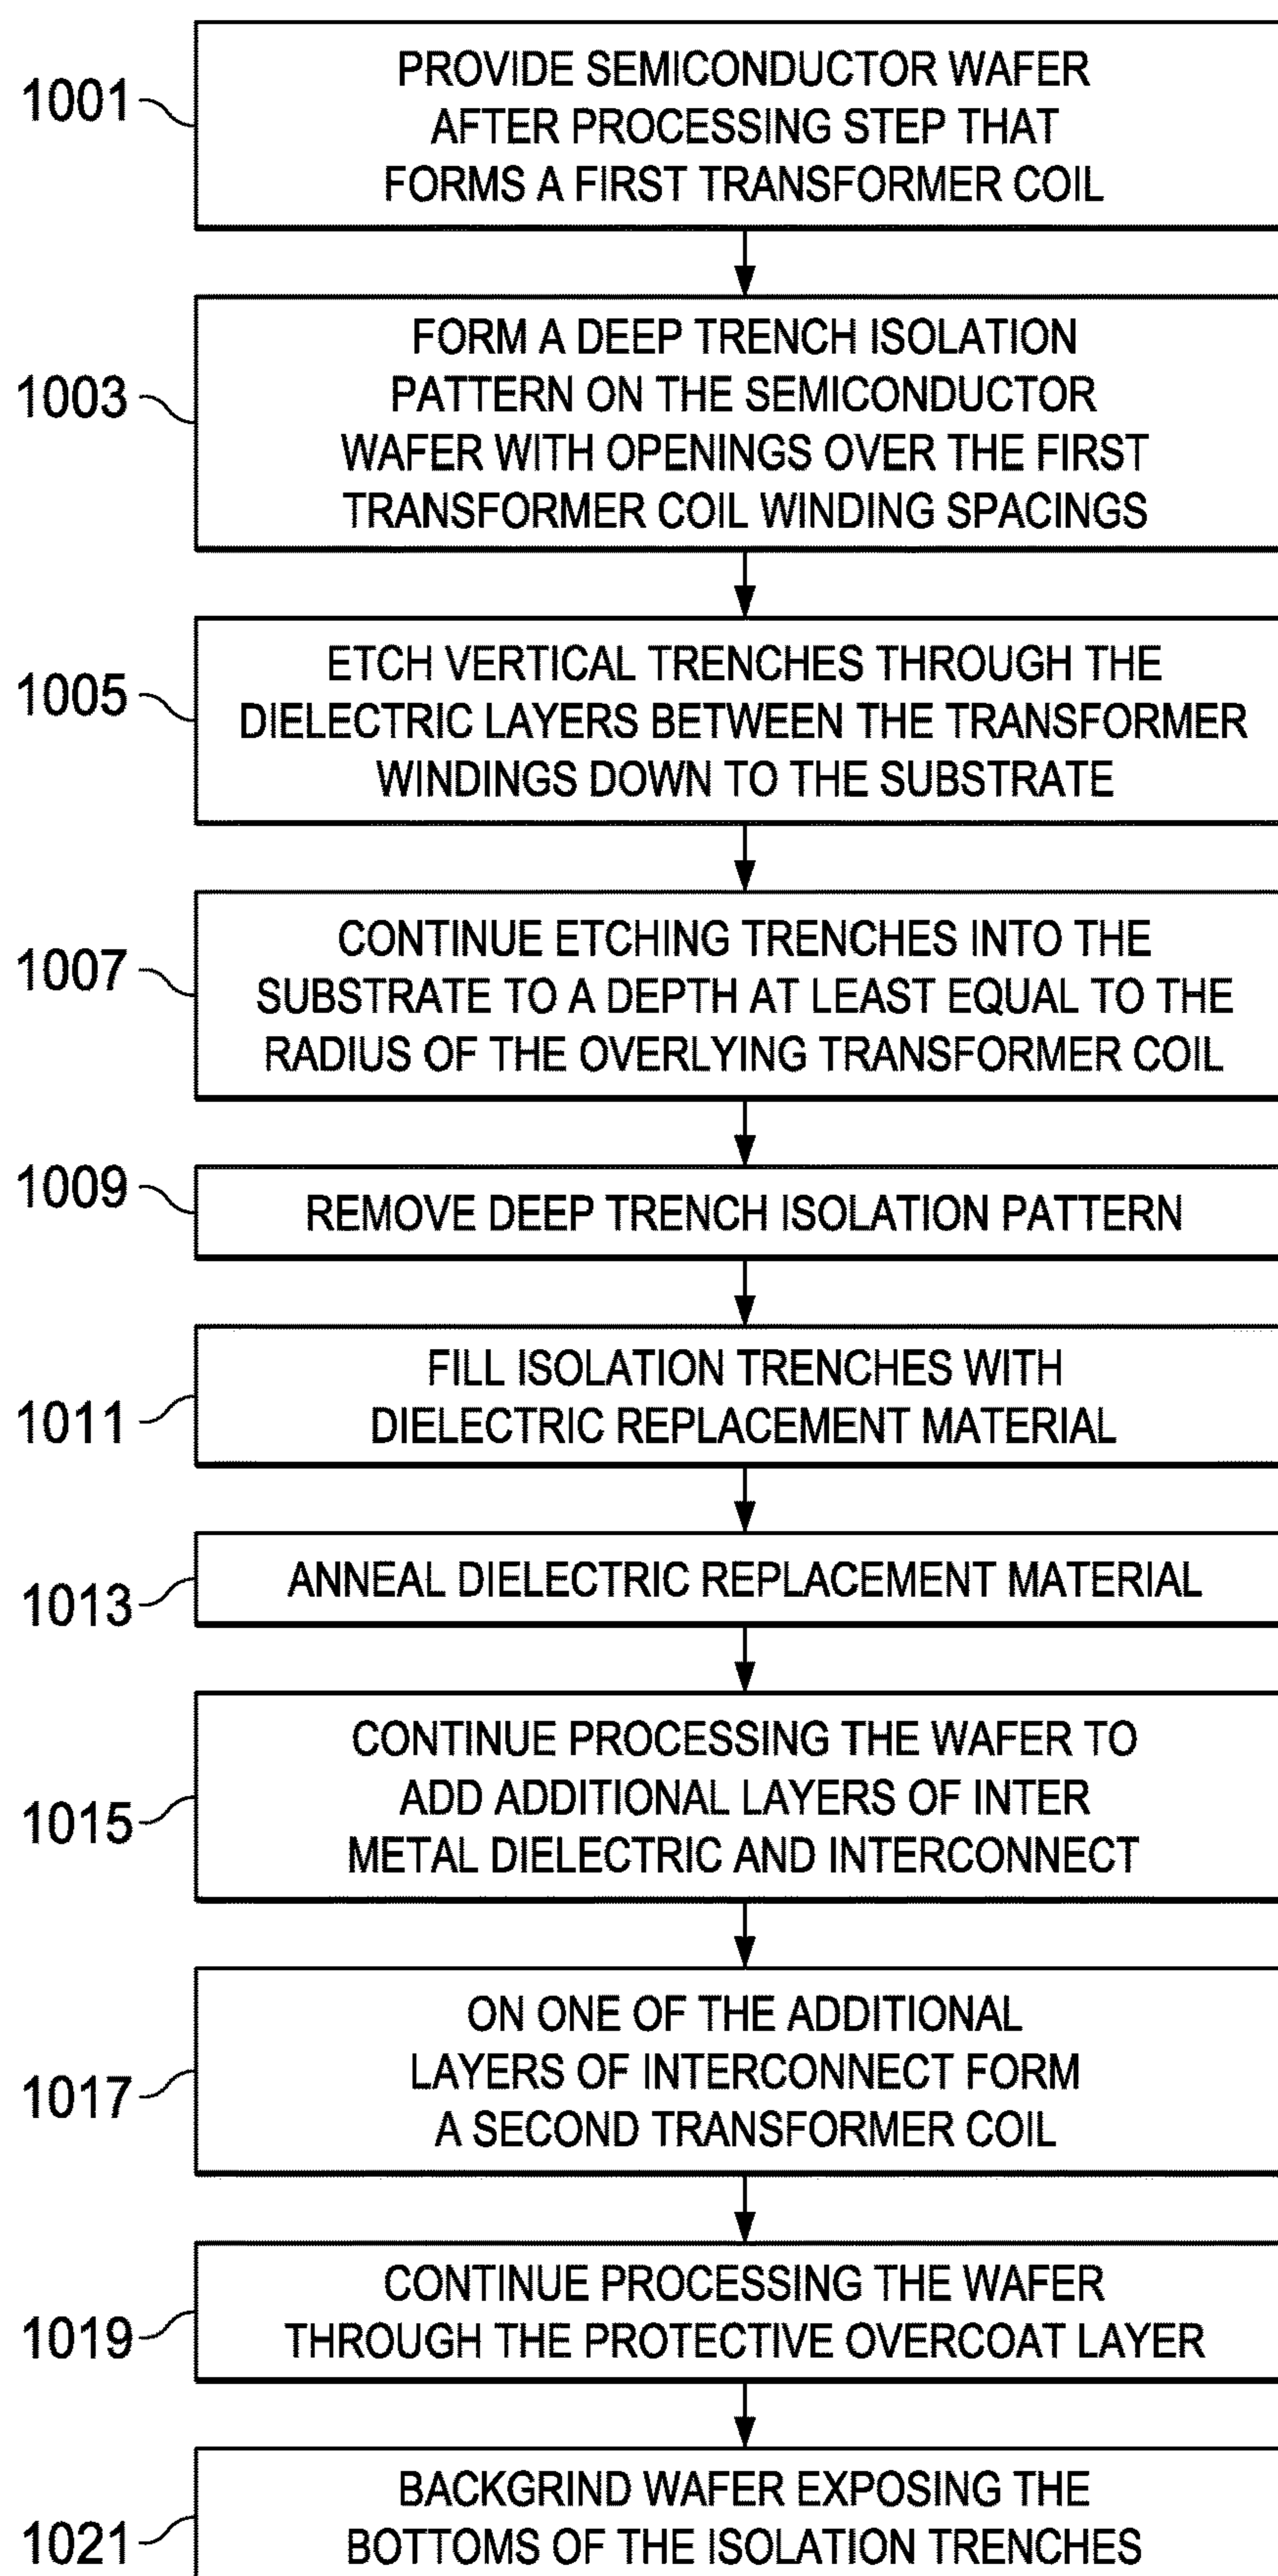 1001
PROVIDE SEMICONDUCTOR WAFER
AFTER PROCESSING STEP THAT
FORMS A FIRST TRANSFORMER COIL
1003
FORM A DEEP TRENCH ISOLATION
PATTERN ON THE SEMICONDUCTOR
WAFER WITH OPENINGS OVER THE FIRST
TRANSFORMER COIL WINDING SPACINGS
1005
ETCH VERTICAL TRENCHES THROUGH THE
DIELECTRIC LAYERS BETWEEN THE TRANSFORMER
WINDINGS DOWN TO THE SUBSTRATE
1007
CONTINUE ETCHING TRENCHES INTO THE
SUBSTRATE TO A DEPTH AT LEAST EQUAL TO THE
RADIUS OF THE OVERLYING TRANSFORMER COIL
1009
REMOVE DEEP TRENCH ISOLATION PATTERN
1011
FILL ISOLATION TRENCHES WITH
DIELECTRIC REPLACEMENT MATERIAL
1013
ANNEAL DIELECTRIC REPLACEMENT MATERIAL
1015
CONTINUE PROCESSING THE WAFER TO
ADD ADDITIONAL LAYERS OF INTER
METAL DIELECTRIC AND INTERCONNECT
1017
ON ONE OF THE ADDITIONAL
LAYERS OF INTERCONNECT FORM
A SECOND TRANSFORMER COIL
1019
CONTINUE PROCESSING THE WAFER
THROUGH THE PROTECTIVE OVERCOAT LAYER
1021
BACKGRIND WAFER EXPOSING THE
BOTTOMS OF THE ISOLATION TRENCHES